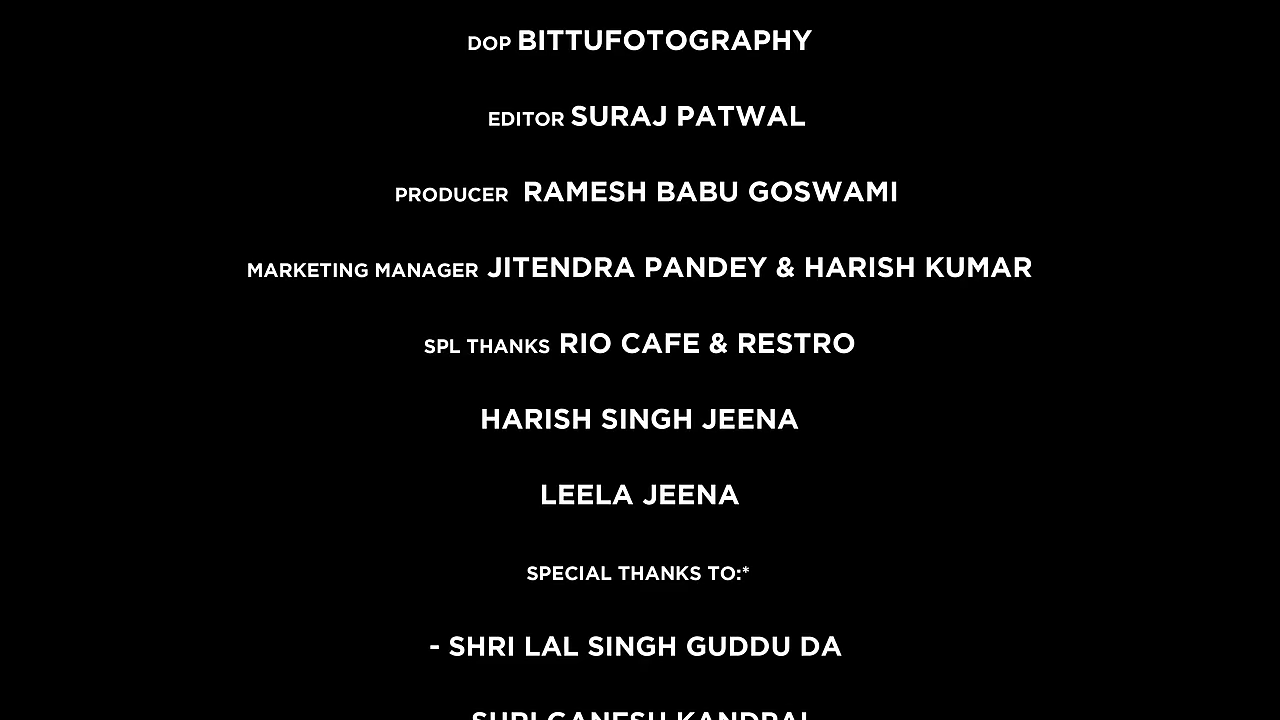 DOP BITTUFOTOGRAPHY
EDITOR SURAJ PATWAL
PRODUCER RAMESH BABU GOSWAMI
MARKETING MANAGER JITENDRA PANDEY & HARISH KUMAR
SPL THANKS RIO CAFE & RESTRO
HARISH SINGH JEENA
LEELA JEENA
SPECIAL THANKS TO:*
- SHRI LAL SINGH GUDDU DA
GANESH